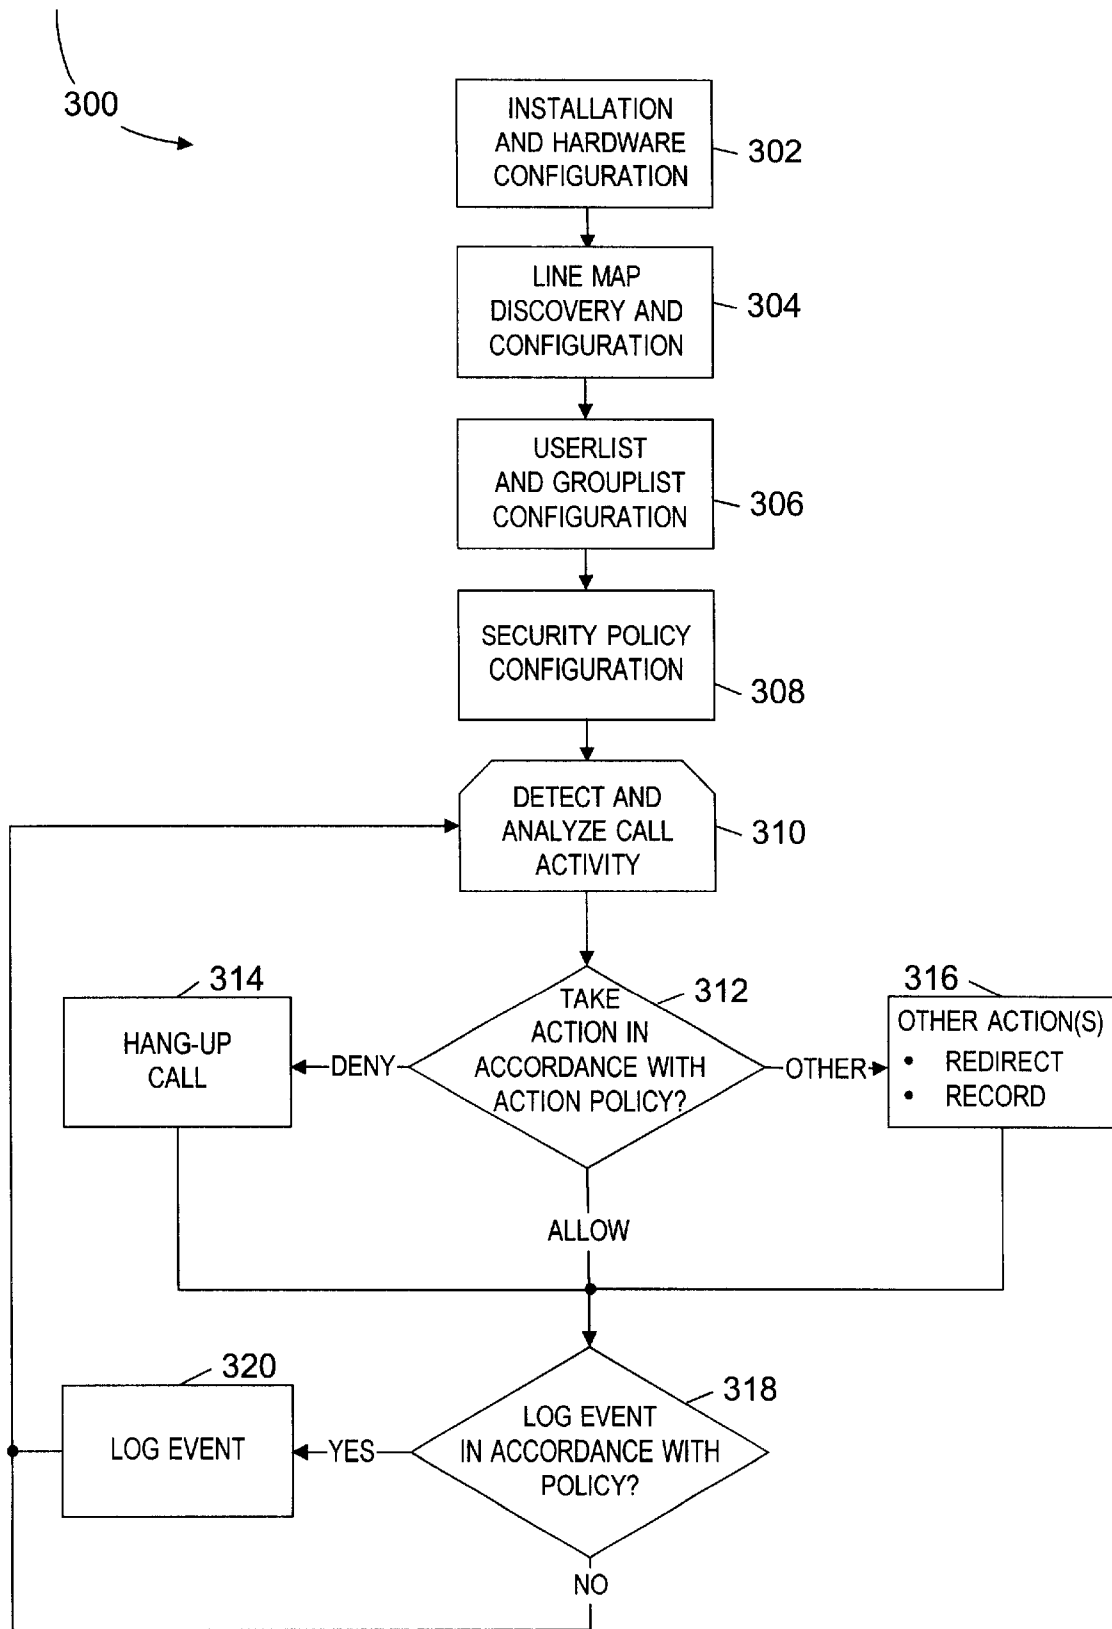 300
INSTALLATION
AND HARDWARE
CONFIGURATION
302
LINE MAP
DISCOVERY AND
CONFIGURATION
304
USERLIST
AND GROUPLIST
CONFIGURATION
306
SECURITY POLICY
CONFIGURATION
308
DETECT AND
ANALYZE CALL
ACTIVITY
310
314
HANG-UP
CALL
DENY
312
TAKE
ACTION IN
ACCORDANCE WITH
ACTION POLICY?
OTHER
316
OTHER ACTION(S)
• REDIRECT
• RECORD
ALLOW
320
LOG EVENT
YES
318
LOG EVENT
IN ACCORDANCE WITH
POLICY?
NO